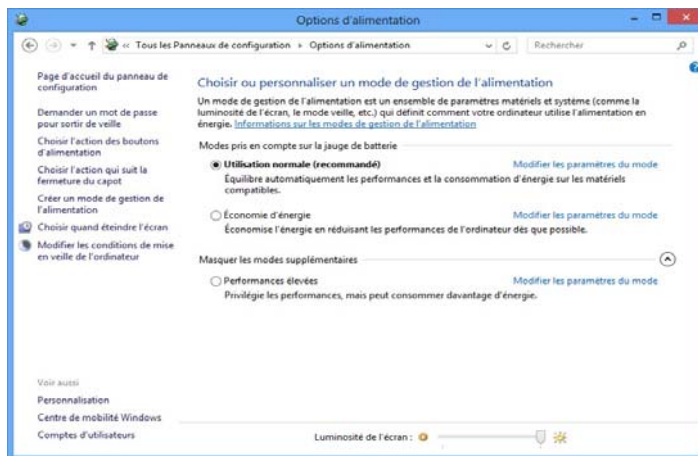 Options d'alimentation
« Tous les Panneaux de configuration › Options d'alimentation
Rechercher
Page d'accueil du panneau de
configuration
Demander un mot de passe
pour sortir de veille
Choisir l'action des boutons
d'alimentation
Choisir l'action qui suit la
fermeture du capot
Créer un mode de gestion de
l'alimentation
Choisir quand éteindre l'écran
Modifier les conditions de mise
en veille de l'ordinateur
Choisir ou personnaliser un mode de gestion de l'alimentation
Un mode de gestion de l'alimentation est un ensemble de paramètres matériels et système (comme la
luminosité de l'écran, le mode veille, etc.) qui définit comment votre ordinateur utilise l'alimentation en
énergie. Informations sur les modes de gestion de l'alimentation
Modes pris en compte sur la jauge de batterie
Utilisation normale (recommandé) Modifier les paramètres du mode
Équilibre automatiquement les performances et la consommation d'énergie sur les matériels
compatibles.
Économie d'énergie Modifier les paramètres du mode
Économise l'énergie en réduisant les performances de l'ordinateur dès que possible.
Masquer les modes supplémentaires
Performances élevées Modifier les paramètres du mode
Privilégie les performances, mais peut consommer davantage d'énergie.
Voir aussi
Personnalisation
Centre de mobilité Windows
Comptes d'utilisateurs
Luminosité de l'écran :